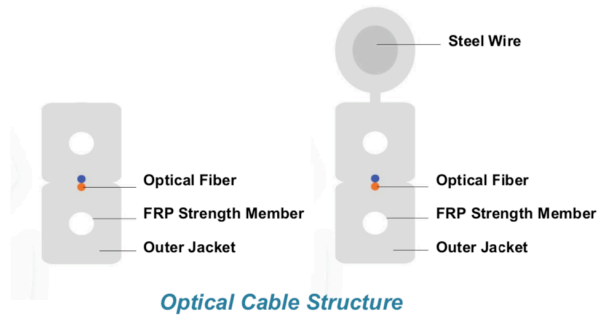 Steel Wire
Optical Fiber
FRP Strength Member
Outer Jacket
Optical Fiber
FRP Strength Member
Outer Jacket
Optical Cable Structure